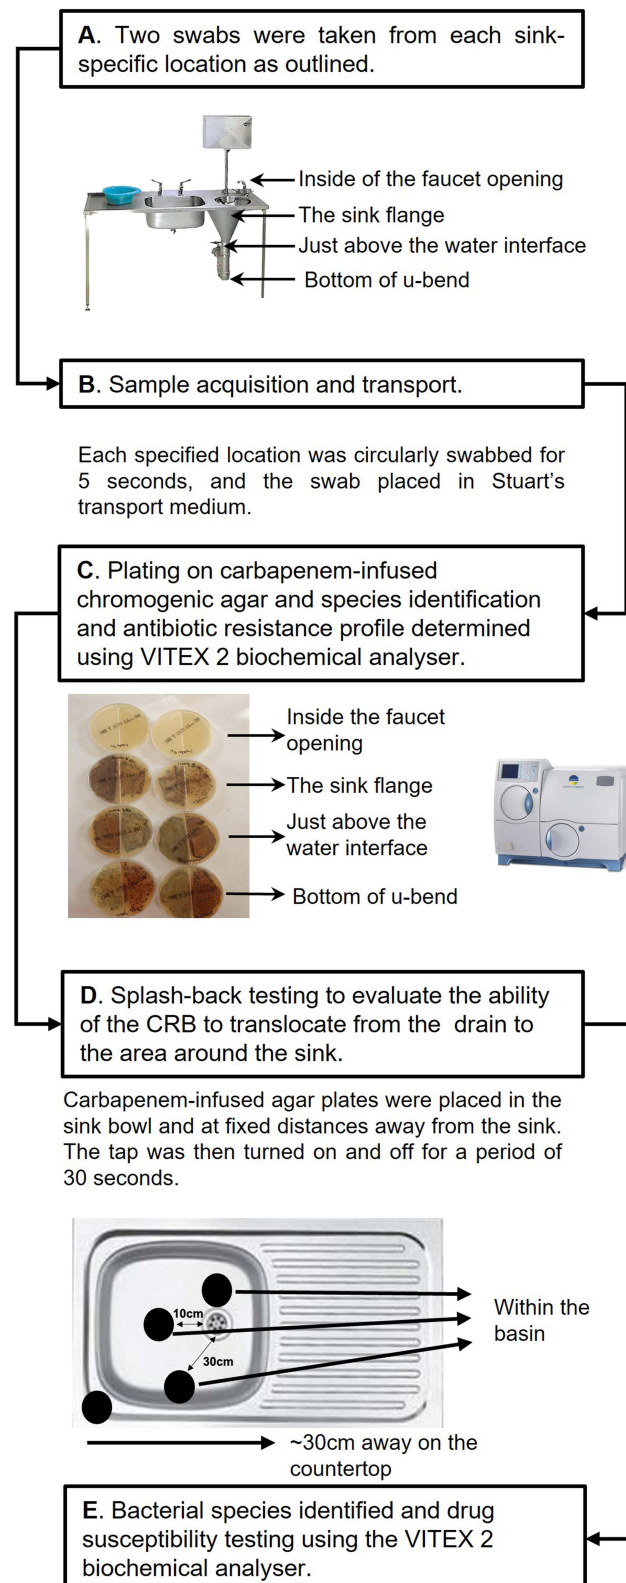 A. Two swabs were taken from each sink-
specific location as outlined.
Inside of the faucet opening
The sink flange
Just above the water interface
Bottom of u-bend
B. Sample acquisition and transport.
Each specified location was circularly swabbed for
5 seconds, and the swab placed in Stuart's
transport medium.
C. Plating on carbapenem-infused
chromogenic agar and species identification
and antibiotic resistance profile determined
using VITEX 2 biochemical analyser.
Inside the faucet
opening
The sink flange
Just above the
water interface
Bottom of u-bend
D. Splash-back testing to evaluate the ability
of the CRB to translocate from the drain to
the area around the sink.
Carbapenem-infused agar plates were placed in the
sink bowl and at fixed distances away from the sink.
The tap was then turned on and off for a period of
30 seconds.
10cm
30cm
Within the
basin
~30cm away on the
countertop
E. Bacterial species identified and drug
susceptibility testing using the VITEX 2
biochemical analyser.